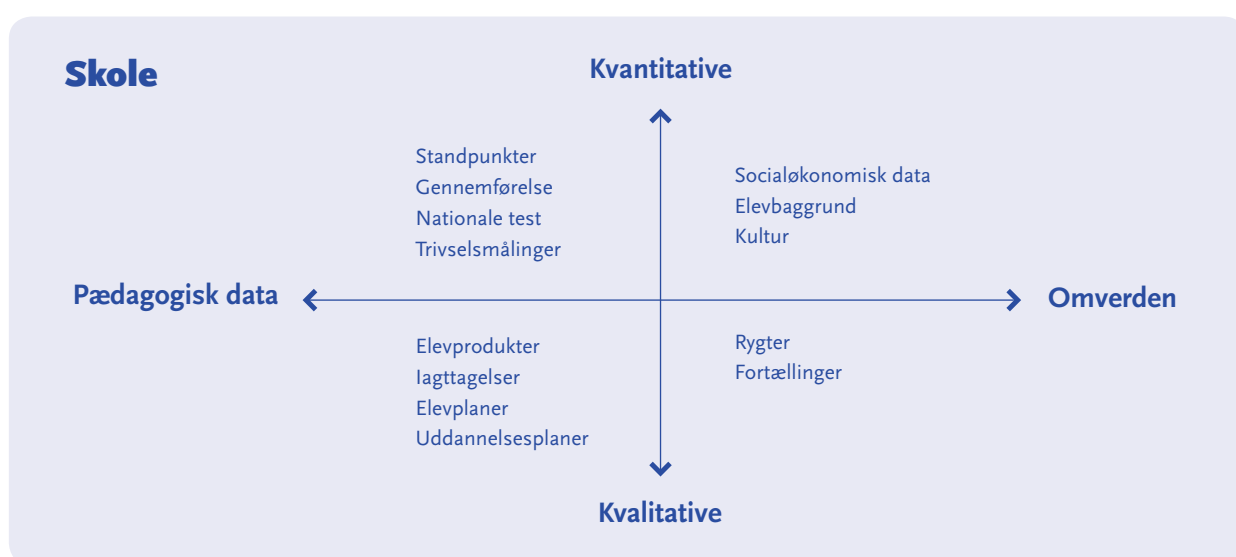 Skole
Kvantitative
Standpunkter
Gennemførelse
Nationale test
Trivselsmålinger
Socialøkonomisk data
Elevbaggrund
Kultur
Pædagogisk data
Omverden
Elevprodukter
Iagttagelser
Elevplaner
Uddannelsesplaner
Rygter
Fortællinger
Kvalitative